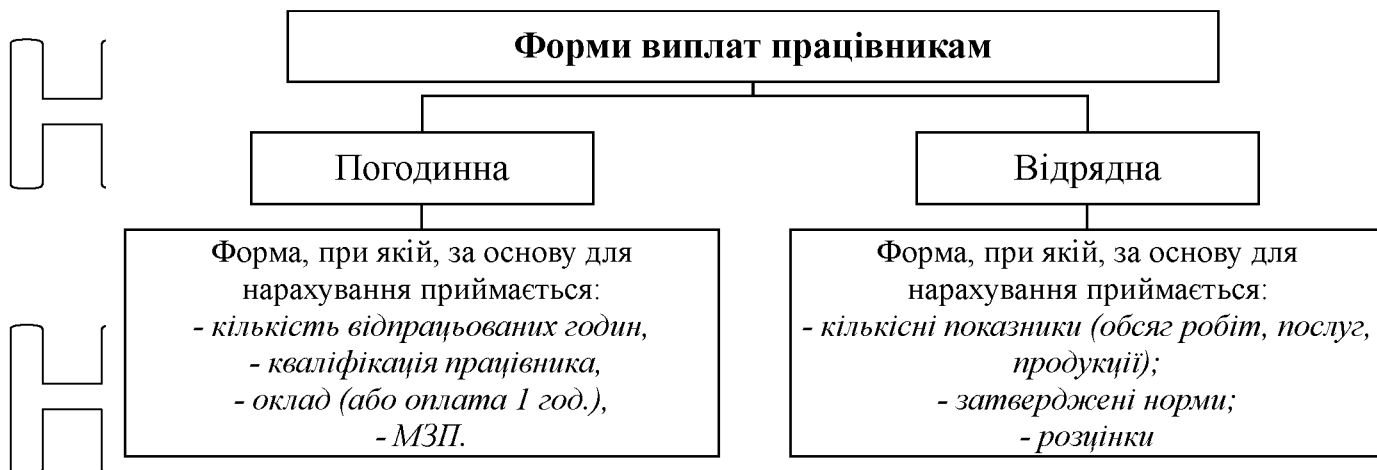 Форми виплат працівникам
Погодинна
Відрядна
Форма, при якій, за основу для
нарахування приймається:
- кількість відпрацьованих годин,
- кваліфікація працівника,
- оклад (або оплата 1 год.),
- МЗП.
Форма, при якій, за основу для
нарахування приймається:
- кількісні показники (обсяг робіт, послуг,
продукції);
- затверджені норми;
- розцінки